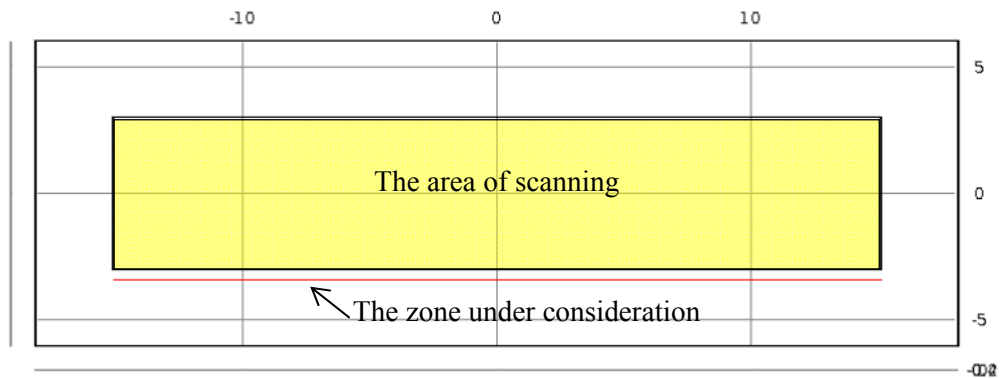 -10 0 10
5
The area of scanning
0
The zone under consideration
-5